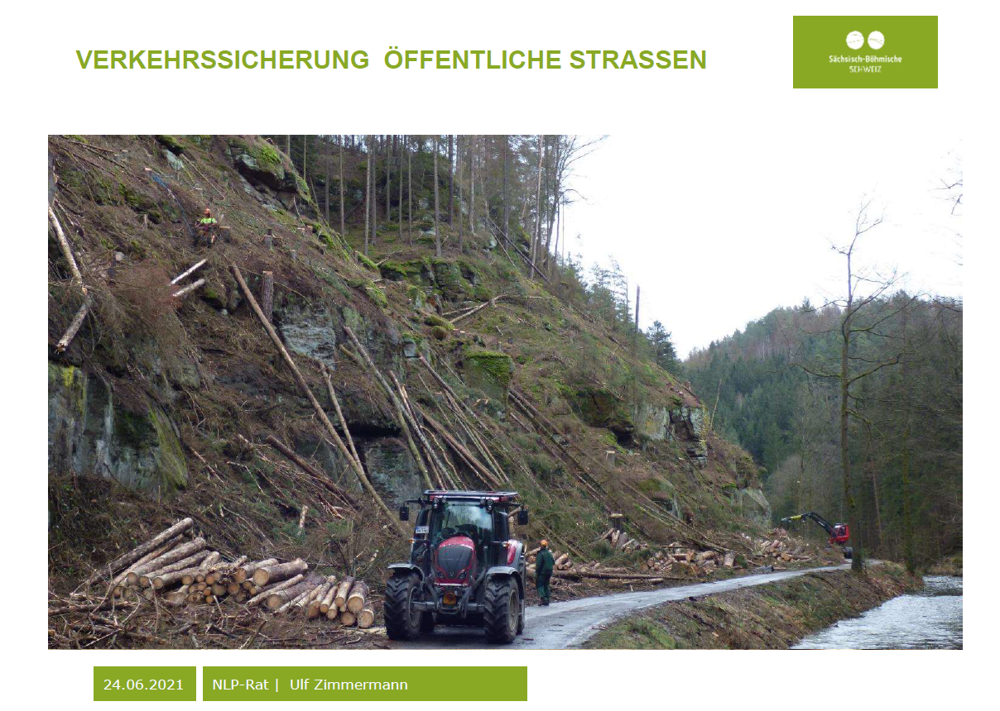 VERKEHRSSICHERUNG ÖFFENTLICHE STRASSEN
Sächsisch-Böhmische
SCHWEIZ
24.06.2021
NLP-Rat | Ulf Zimmermann